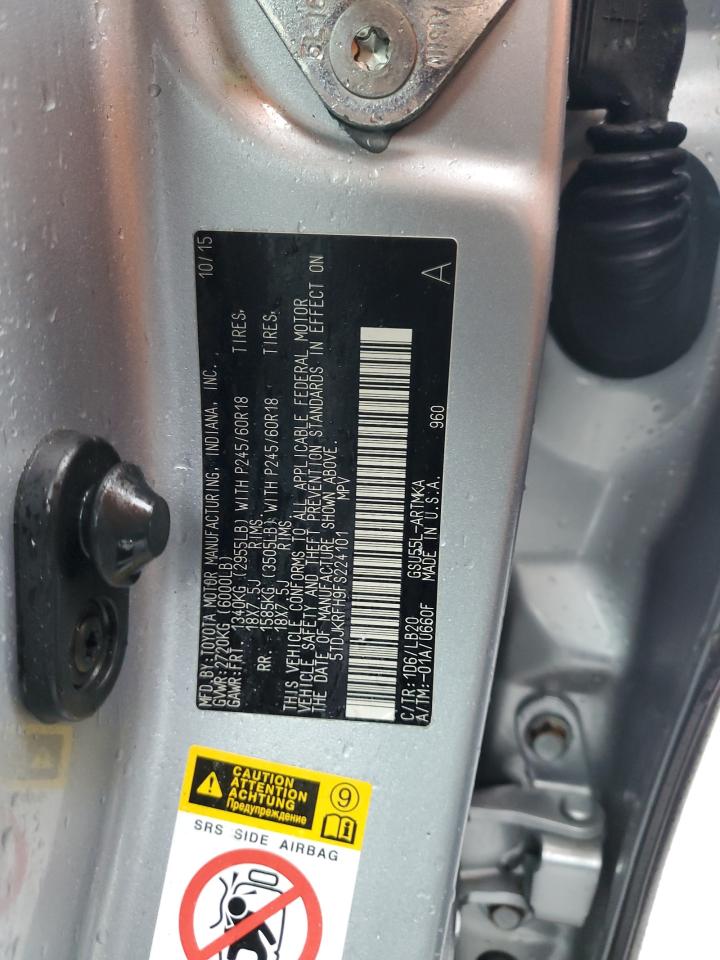 10/15
MFD. BY: TOYOTA MOTOR MANUFACTURING, INDIANA, INC.
GVWR: 2720KG (6000LB)
GAWR: FRT. 1340KG (2955LB) WITH P245/60R18 TIRES,
18X7.5J RIMS.
RR. 1585KG (3505LB) WITH P245/60R18 TIRES,
18X7.5J RIMS.
THIS VEHICLE CONFORMS TO ALL APPLICABLE FEDERAL MOTOR
VEHICLE SAFETY AND THEFT PREVENTION STANDARDS IN EFFECT ON
THE DATE OF MANUFACTURE SHOWN ABOVE.
5TDJKRFH9FS224101 MPV
A
C/TR: 1D6/LB20 GSU55L-ARTMKA 960
A/TM:-01A/U660F MADE IN U.S.A.
CAUTION
ATTENTION
ACHTUNG
Предупреждение
9
SRS SIDE AIRBAG